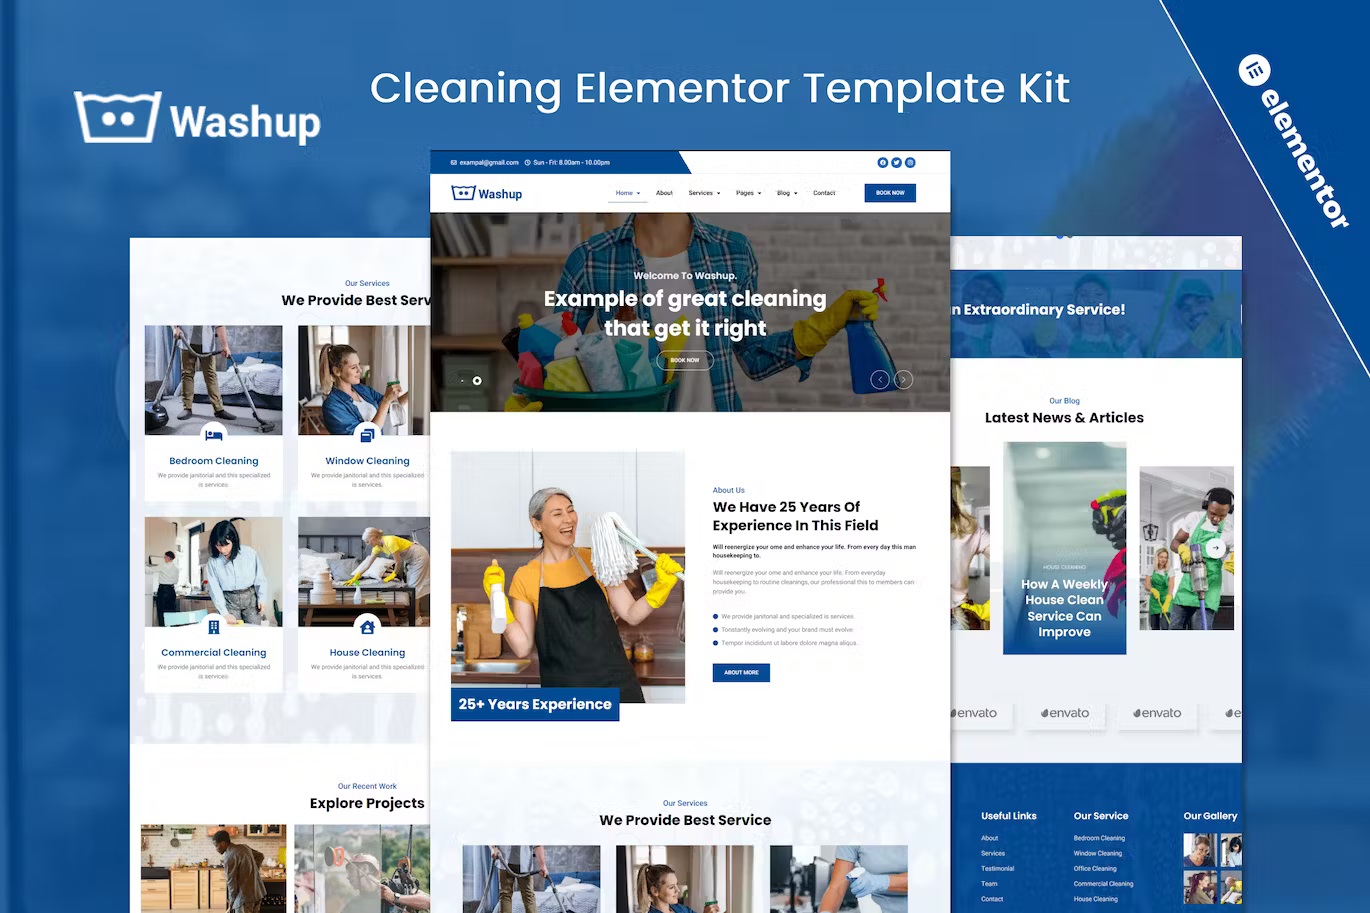 Cleaning Elementor Template Kit
Washup
elementor
exampal@gmail.com
Sun - Fri: 8.00am - 10.00pm
Washup
Home
About
Services
Pages
Blog
Contact
BOOK NOW
Welcome To Washup.
Example of great cleaning
that get it right
BOOK NOW
About Us
We Have 25 Years Of
Experience In This Field
Will reenergize your ome and enhance your life. From every day this man
housekeeping to.
Will reenergize your ome and enhance your life. From everyday
housekeeping to routine cleanings, our professional this to members can
provide you.
We provide janitorial and specialized is services.
Tonstantly evolving and your brand must evolve.
Tempor incididunt ut labore dolore magna aliqua.
ABOUT MORE
25+ Years Experience
Our Services
We Provide Best Service
Our Services
We Provide Best Serv
Bedroom Cleaning
We provide janitorial and this specialized
is services.
Window Cleaning
We provide janitorial and this specialized
is services.
Commercial Cleaning
We provide janitorial and this specialized
is services.
House Cleaning
We provide janitorial and this specialized
is services.
Our Recent Work
Explore Projects
n Extraordinary Service!
Our Blog
Latest News & Articles
HOUSE CLEANING
How A Weekly
House Clean
Service Can
Improve
envato
envato
envato
e
Useful Links
About
Services
Testimonial
Team
Contact
Our Service
Bedroom Cleaning
Window Cleaning
Office Cleaning
Commercial Cleaning
House Cleaning
Our Gallery